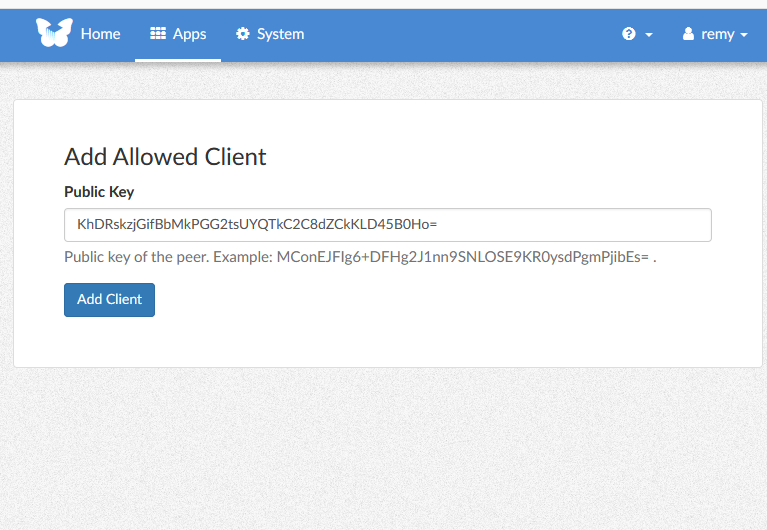 Home Apps System remy
Add Allowed Client
Public Key
KhDRskzjGifBbMkPGG2tsUYQTkC2C8dZCkKLD45B0Ho=
Public key of the peer. Example: MConEJFIg6+DFHg2J1nn9SNLOSE9KR0ysdPgmPjibEs= .
Add Client